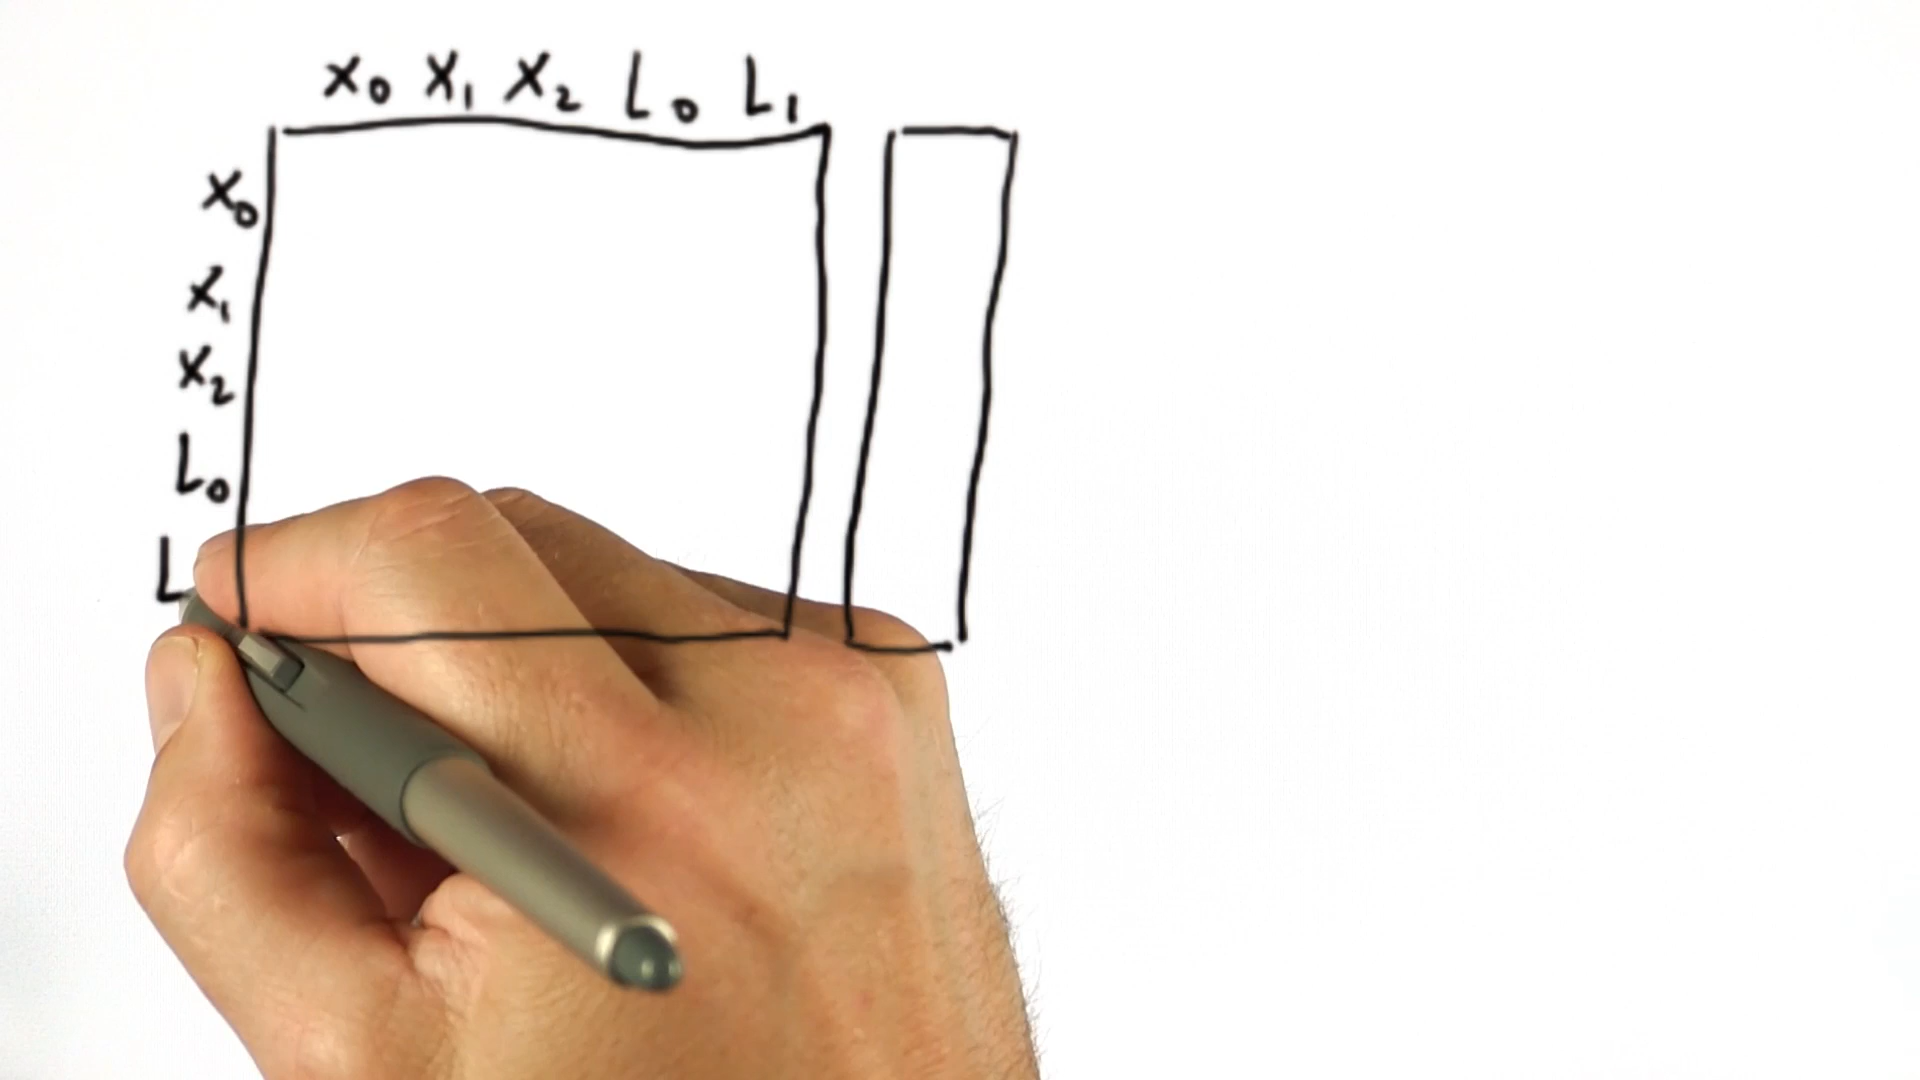 x₀ x₁ x₂ L₀ L₁
x₀
x₁
x₂
L₀
L